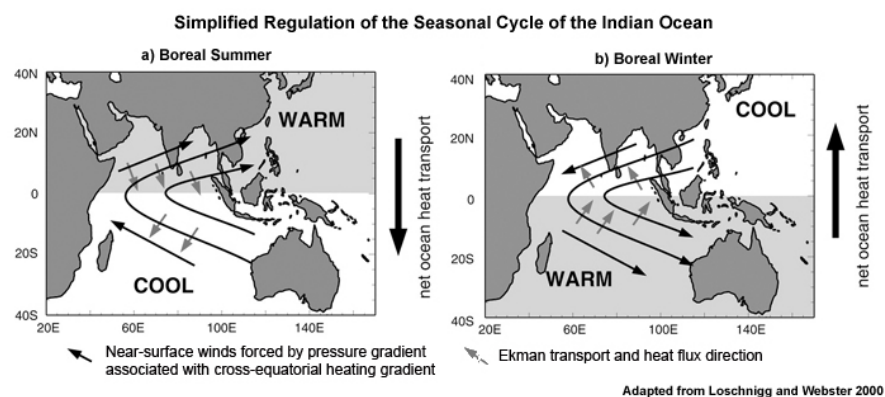 Simplified Regulation of the Seasonal Cycle of the Indian Ocean
a) Boreal Summer
40N
20N
0
20S
40S
20E
60E
100E
140E
WARM
COOL
net ocean heat transport
b) Boreal Winter
40N
20N
0
20S
40S
20E
60E
100E
140E
COOL
WARM
net ocean heat transport
Near-surface winds forced by pressure gradient
associated with cross-equatorial heating gradient
Ekman transport and heat flux direction
Adapted from Loschnigg and Webster 2000